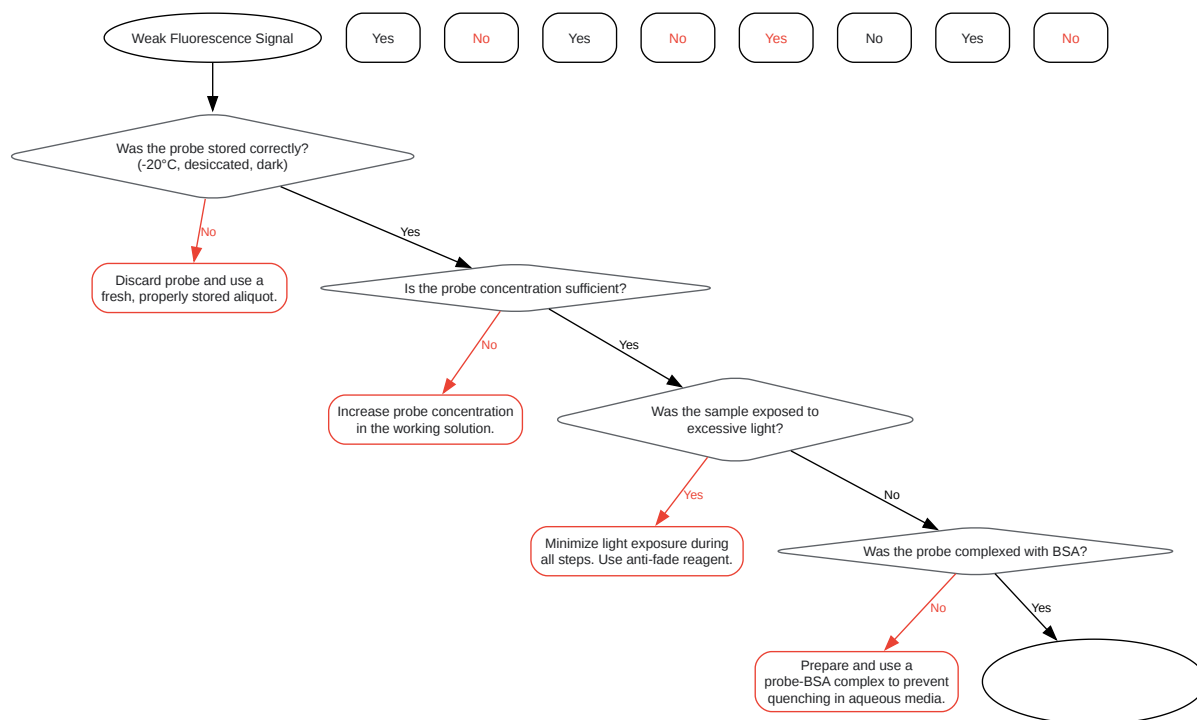 Weak Fluorescence Signal
Yes
No
Yes
No
Yes
No
Yes
No
Was the probe stored correctly?
(-20°C, desiccated, dark)
No
Yes
Discard probe and use a
fresh, properly stored aliquot.
Is the probe concentration sufficient?
No
Yes
Increase probe concentration
in the working solution.
Was the sample exposed to
excessive light?
Yes
No
Minimize light exposure during
all steps. Use anti-fade reagent.
Was the probe complexed with BSA?
No
Yes
Prepare and use a
probe-BSA complex to prevent
quenching in aqueous media.